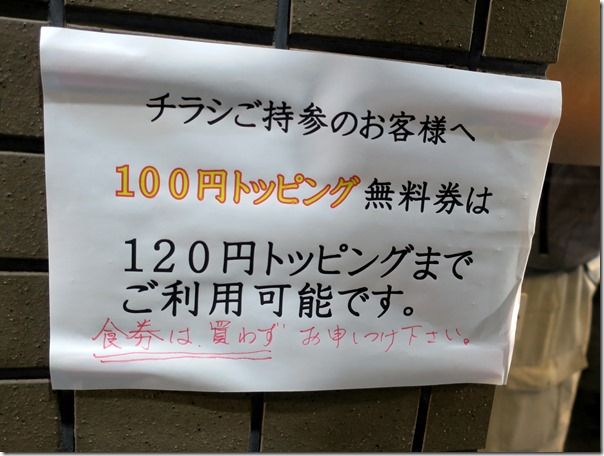 チラシご持参のお客様へ
100円トッピング無料券は
120円トッピングまで
ご利用可能です。
食券は、買わず お申しつけ下さい。